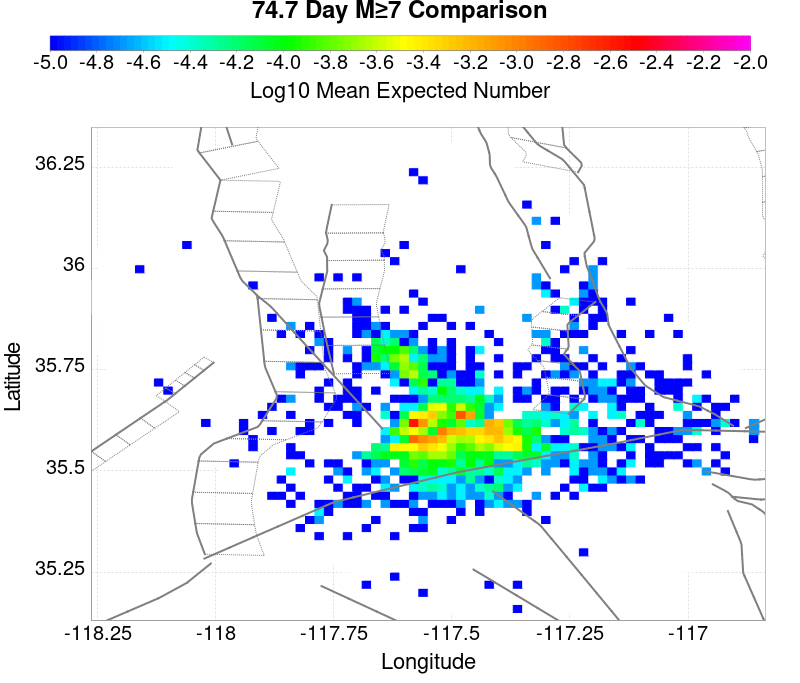 74.7 Day M≥7 Comparison
-5.0 -4.8 -4.6 -4.4 -4.2 -4.0 -3.8 -3.6 -3.4 -3.2 -3.0 -2.8 -2.6 -2.4 -2.2 -2.0
Log10 Mean Expected Number
36.25
36
35.75
Latitude
35.5
35.25
-118.25 -118 -117.75 -117.5 -117.25 -117
Longitude